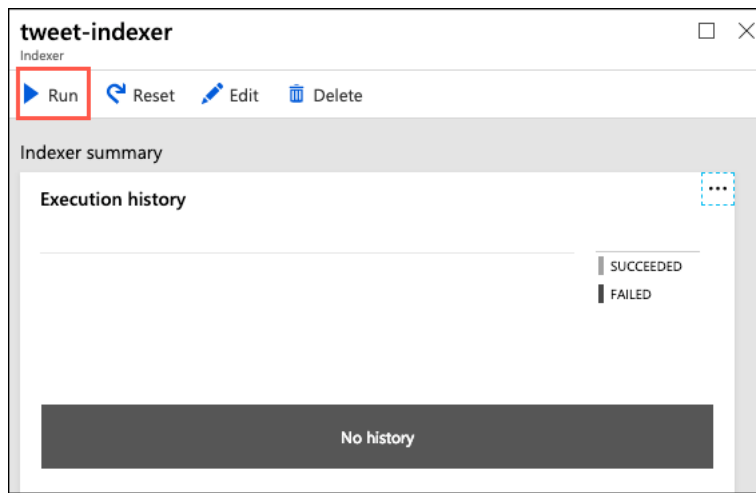 tweet-indexer
Indexer
Run Reset Edit Delete
Indexer summary
Execution history
SUCCEEDED
FAILED
No history